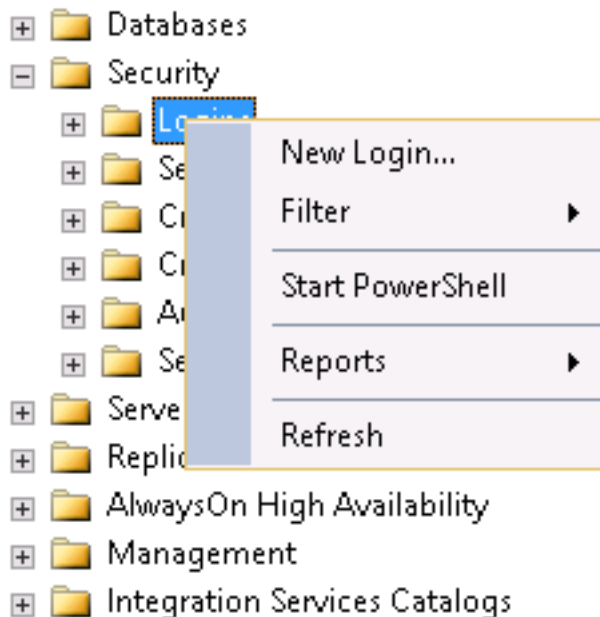 Databases
Security
New Login...
Filter
Start PowerShell
Reports
Refresh
AlwaysOn High Availability
Management
Integration Services Catalogs